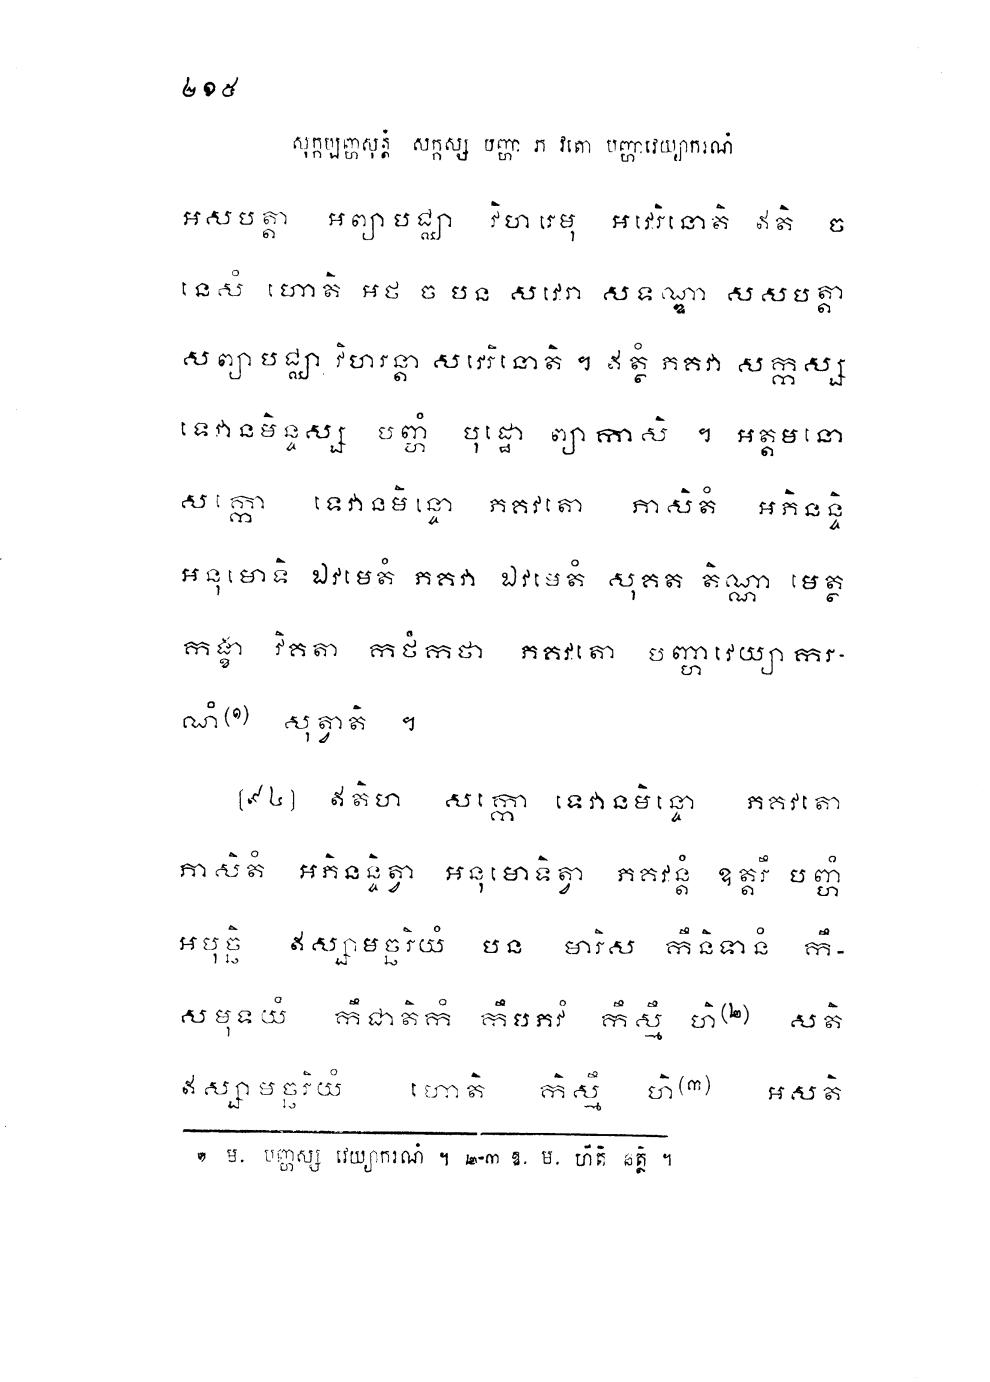 ២១៥
សុក្កប្បញ្ហសុត្តំ សក្កស្ស បញ្ហា ភ វតោ បញ្ហាវេយ្យាករណំ
អសបត្តា អព្យាបជ្ឈា វិហរេមុ អវេរិនោតិ ឥតិ ច
នេសំ ហោតិ អថ ច បន សវេរា សទណ្ឌា សសបត្តា
សព្យាបជ្ឈា វិហរន្តា សវេរិនោតិ ។ ឥត្ថំ ភគវា សក្កស្ស
ទេវានមិន្ទស្ស បញ្ហំ បុដ្ឋោ ព្យាកាសិ ។ អត្តមនោ
សក្កោ ទេវានមិន្ទោ ភគវតោ ភាសិតំ អភិនន្ទិ
អនុមោទិ ឯវមេតំ ភគវា ឯវមេតំ សុគត តិណ្ណា មេត្ថ
កង្ខា វិគតា កថំកថា ភគវតោ បញ្ហាវេយ្យាករ-
ណំ(១) សុត្វាតិ ។
[៩៤] ឥតិហ សក្កោ ទេវានមិន្ទោ ភគវតោ
ភាសិតំ អភិនន្ទិត្វា អនុមោទិត្វា ភគវន្តំ ឧត្តរឹ បញ្ហំ
អបុច្ឆិ ឥស្សាមច្ឆរិយំ បន មារិស កឹនិទានំ កឹ-
សមុទយំ កឹជាតិកំ កឹបភវំ កឹស្មឹ ហិ(២) សតិ
ឥស្សាមច្ឆរិយំ ហោតិ កិស្មឹ ហិ(៣) អសតិ
១ ម. បញ្ហស្ស វេយ្យាករណំ ។ ២-៣ ឱ. ម. ហីតិ នត្ថិ ។